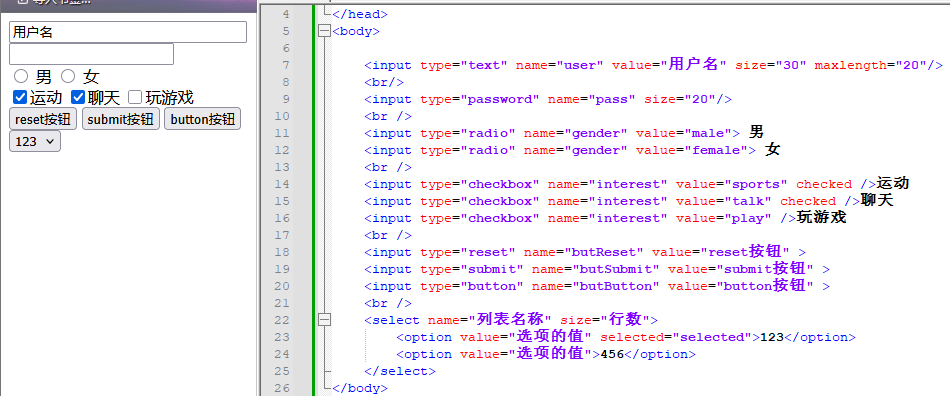 导入书签...
用户名
男 女
运动 聊天 玩游戏
reset按钮 submit按钮 button按钮
123
4 </head>
5 <body>
6
7 <input type="text" name="user" value="用户名" size="30" maxlength="20"/>
8 <br/>
9 <input type="password" name="pass" size="20"/>
10 <br />
11 <input type="radio" name="gender" value="male"> 男
12 <input type="radio" name="gender" value="female"> 女
13 <br />
14 <input type="checkbox" name="interest" value="sports" checked />运动
15 <input type="checkbox" name="interest" value="talk" checked />聊天
16 <input type="checkbox" name="interest" value="play" />玩游戏
17 <br />
18 <input type="reset" name="butReset" value="reset按钮" >
19 <input type="submit" name="butSubmit" value="submit按钮" >
20 <input type="button" name="butButton" value="button按钮" >
21 <br />
22 <select name="列表名称" size="行数">
23 <option value="选项的值" selected="selected">123</option>
24 <option value="选项的值">456</option>
25 </select>
26 </body>